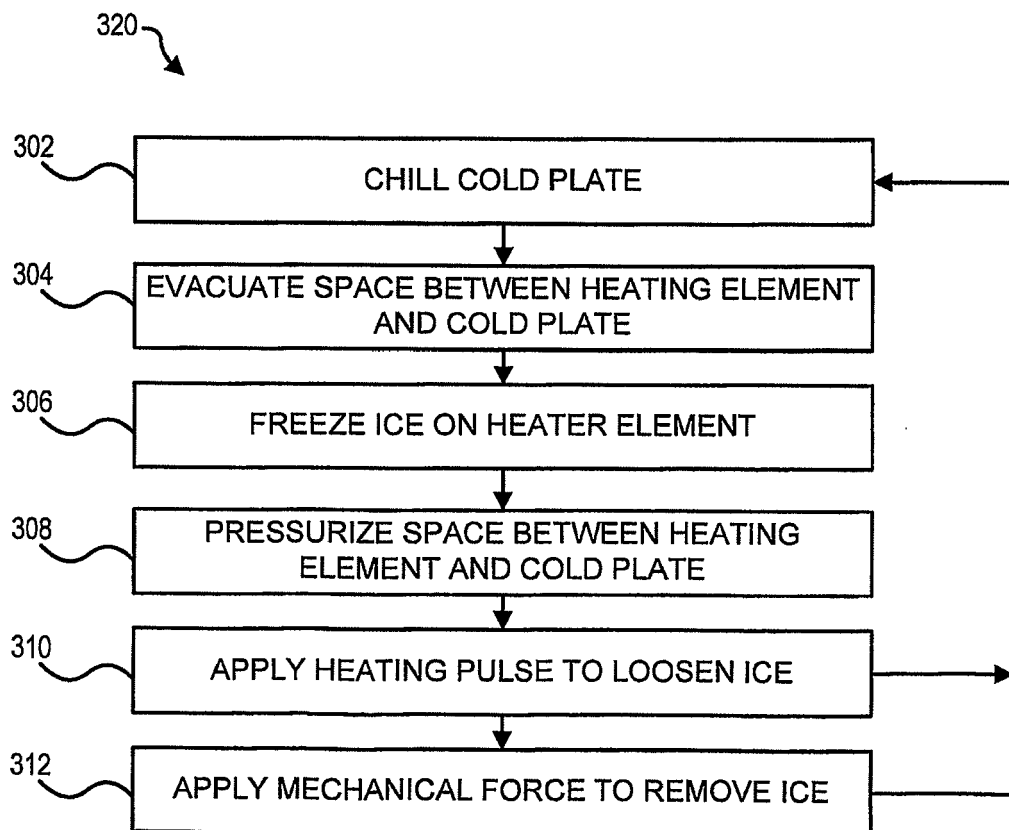 320
302
CHILL COLD PLATE
304
EVACUATE SPACE BETWEEN HEATING ELEMENT
AND COLD PLATE
306
FREEZE ICE ON HEATER ELEMENT
308
PRESSURIZE SPACE BETWEEN HEATING
ELEMENT AND COLD PLATE
310
APPLY HEATING PULSE TO LOOSEN ICE
312
APPLY MECHANICAL FORCE TO REMOVE ICE